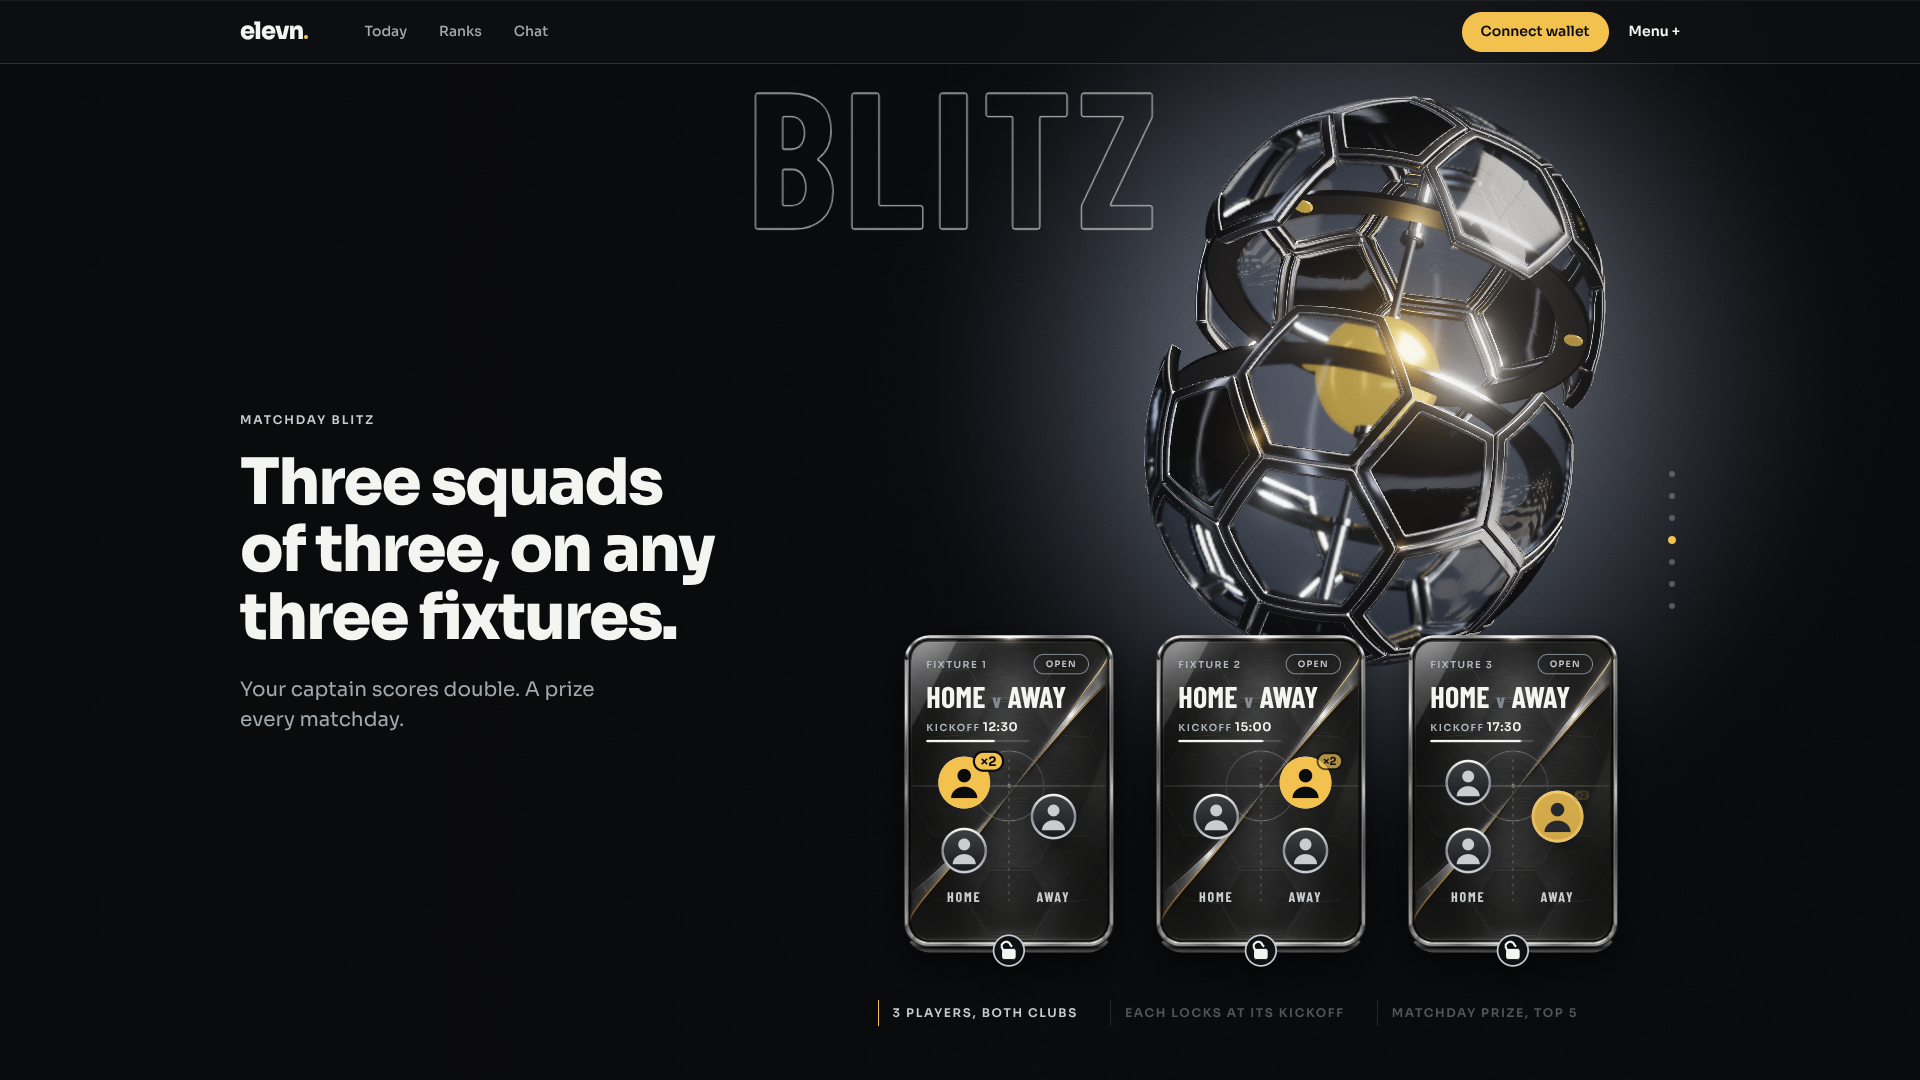 elevn.
Today
Ranks
Chat
Connect wallet
Menu +
BLITZ
MATCHDAY BLITZ
Three squads
of three, on any
three fixtures.
Your captain scores double. A prize
every matchday.
FIXTURE 1
OPEN
HOME v AWAY
KICKOFF 12:30
×2
HOME
AWAY
FIXTURE 2
OPEN
HOME v AWAY
KICKOFF 15:00
×2
HOME
AWAY
FIXTURE 3
OPEN
HOME v AWAY
KICKOFF 17:30
×2
HOME
AWAY
3 PLAYERS, BOTH CLUBS
EACH LOCKS AT ITS KICKOFF
MATCHDAY PRIZE, TOP 5